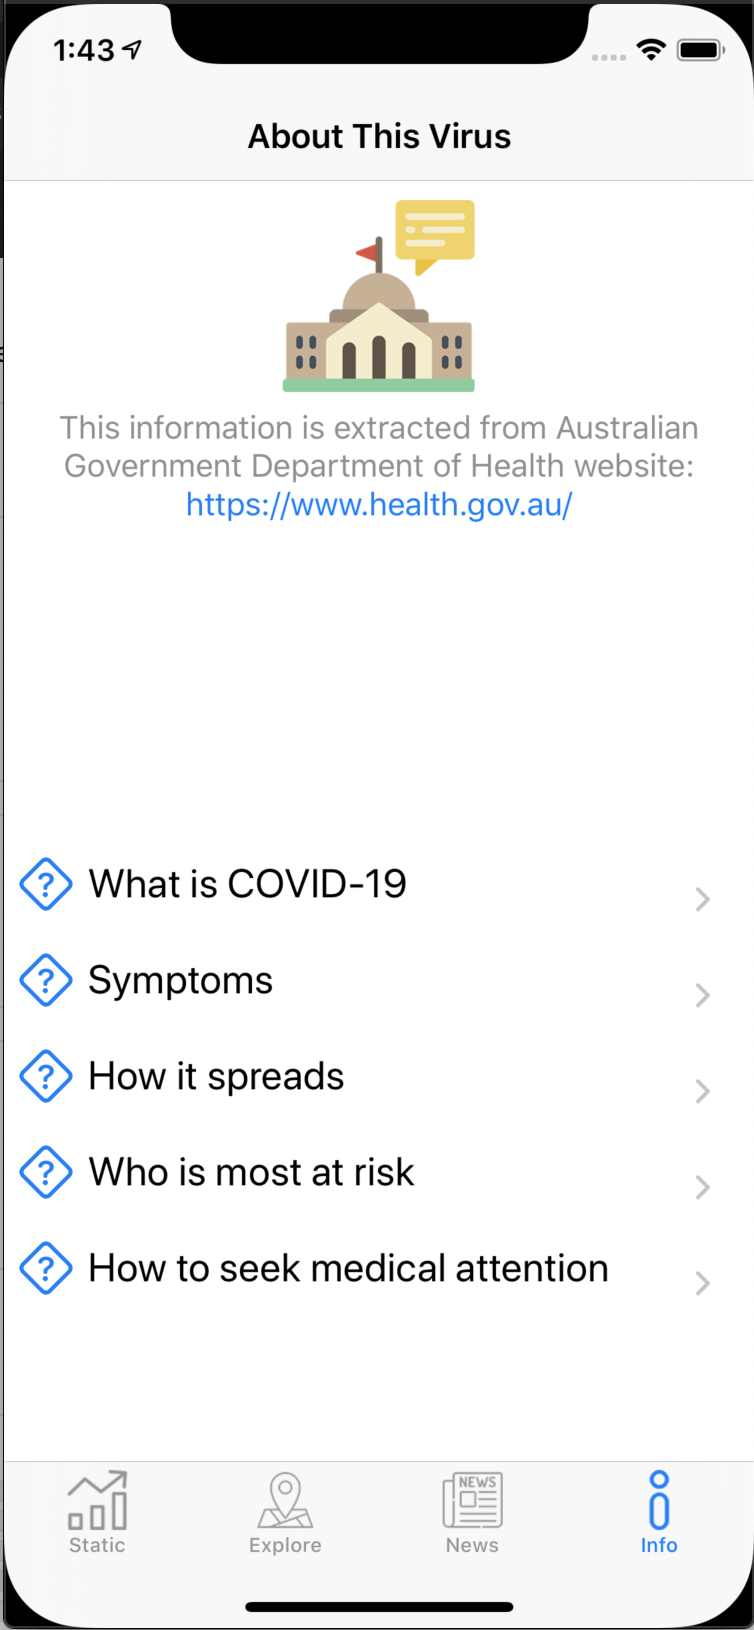 1:43
About This Virus
This information is extracted from Australian
Government Department of Health website:
https://www.health.gov.au/
? What is COVID-19
? Symptoms
? How it spreads
? Who is most at risk
? How to seek medical attention
NEWS
Static Explore News Info